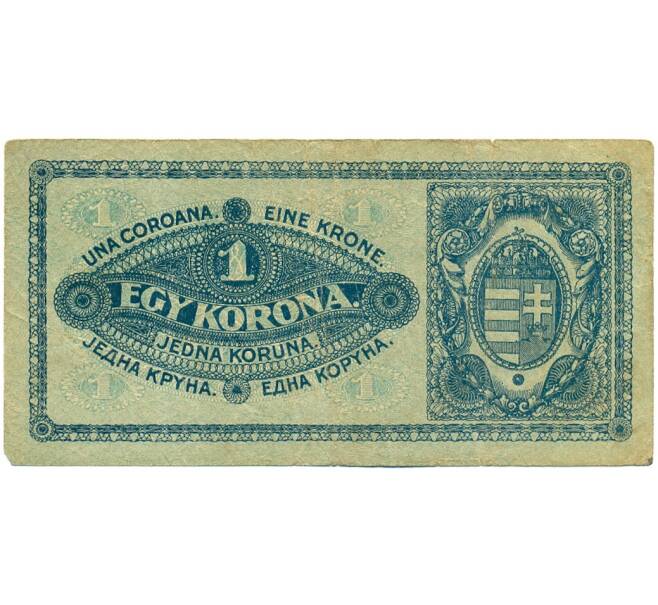 1 1
UNA COROANA. EINE KRONE.
1
EGY KORONA.
JEDNA KORUNA.
ЈЕДНА КРУНА. ЕДНА КОРУНА.
1 1